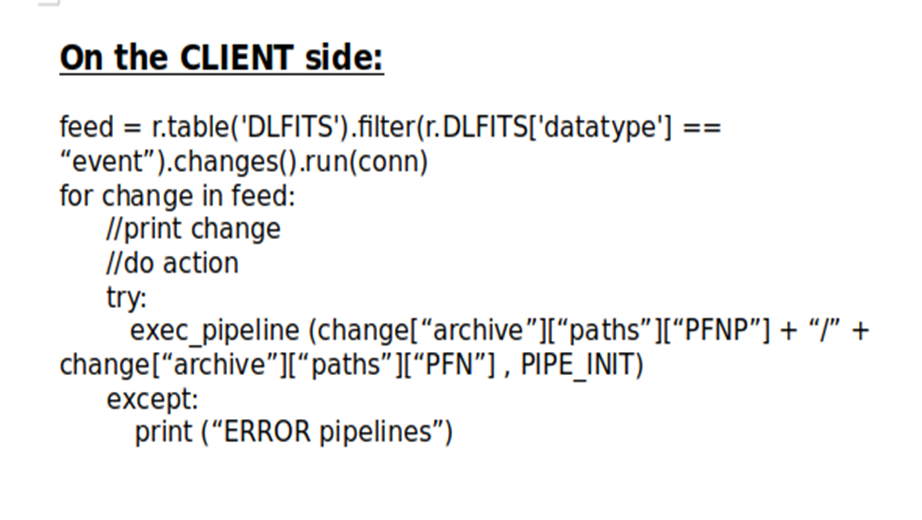 On the CLIENT side:
feed = r.table('DLFITS').filter(r.DLFITS['datatype'] ==
“event”).changes().run(conn)
for change in feed:
//print change
//do action
try:
exec_pipeline (change[“archive”][“paths”][“PFNP”] + “/” +
change[“archive”][“paths”][“PFN”] , PIPE_INIT)
except:
print (“ERROR pipelines”)